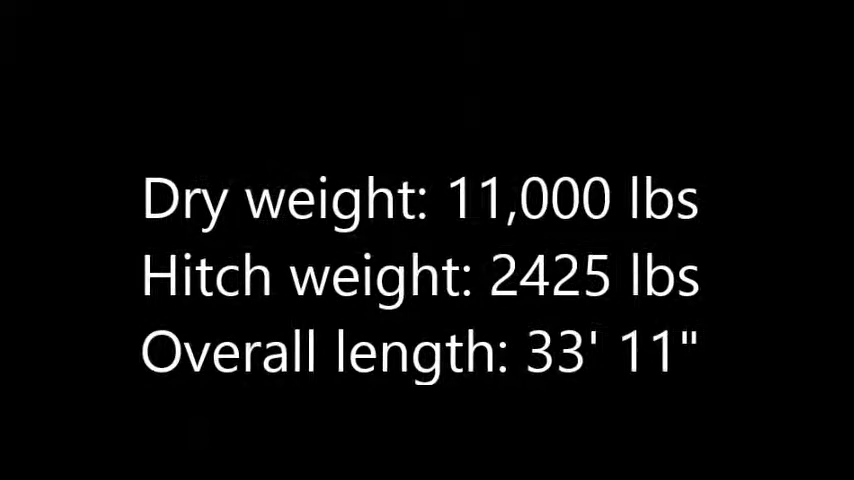 Dry weight: 11,000 lbs
Hitch weight: 2425 lbs
Overall length: 33' 11"